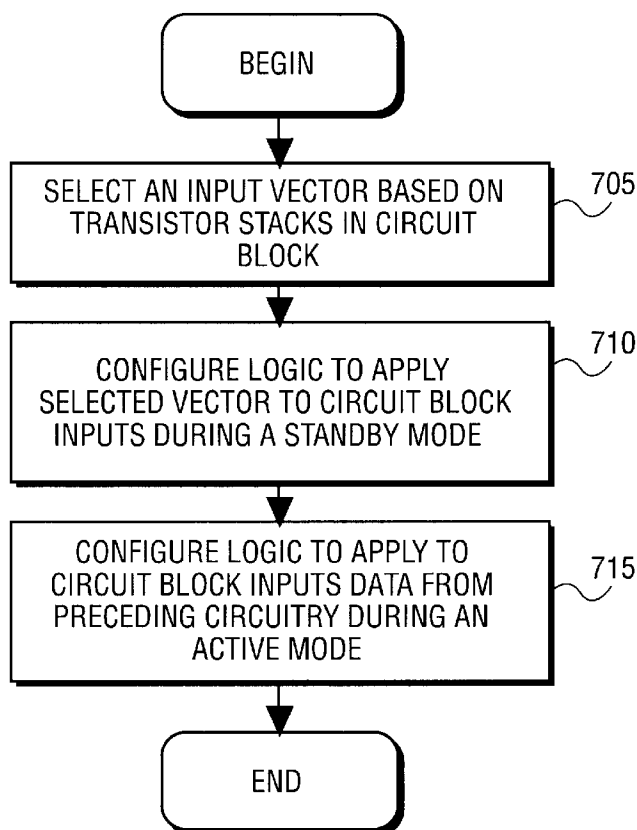 BEGIN
SELECT AN INPUT VECTOR BASED ON
TRANSISTOR STACKS IN CIRCUIT
BLOCK
705
CONFIGURE LOGIC TO APPLY
SELECTED VECTOR TO CIRCUIT BLOCK
INPUTS DURING A STANDBY MODE
710
CONFIGURE LOGIC TO APPLY TO
CIRCUIT BLOCK INPUTS DATA FROM
PRECEDING CIRCUITRY DURING AN
ACTIVE MODE
715
END